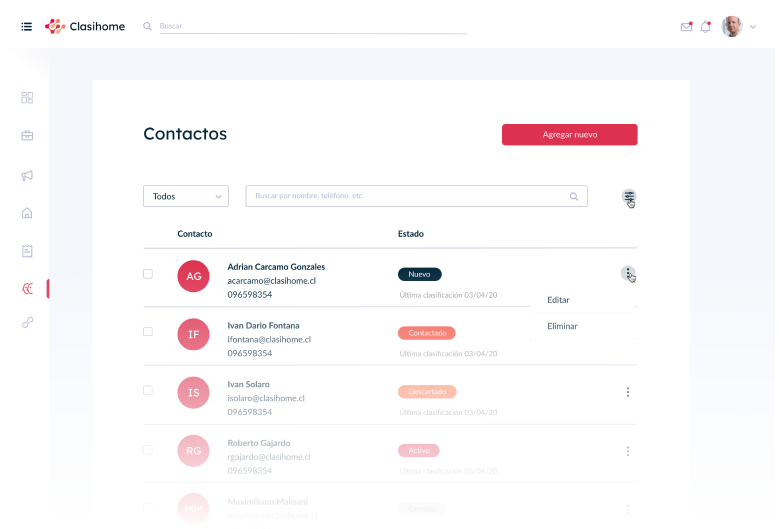 Clasihome
Buscar
Contactos
Agregar nuevo
Todos
Buscar por nombre, teléfono, etc.
Contacto
Estado
AG
Adrian Carcamo Gonzales
acarcamo@clasihome.cl
096598354
Nuevo
Última clasificación 03/04/20
Editar
Eliminar
IF
Ivan Dario Fontana
ifontana@clasihome.cl
096598354
Contactado
Última clasificación 03/04/20
IS
Ivan Solaro
isolaro@clasihome.cl
096598354
Descartado
Última clasificación 03/04/20
RG
Roberto Gajardo
rgajardo@clasihome.cl
096598354
Activo
Última clasificación 03/04/20
MM
Maximiliano Malisani